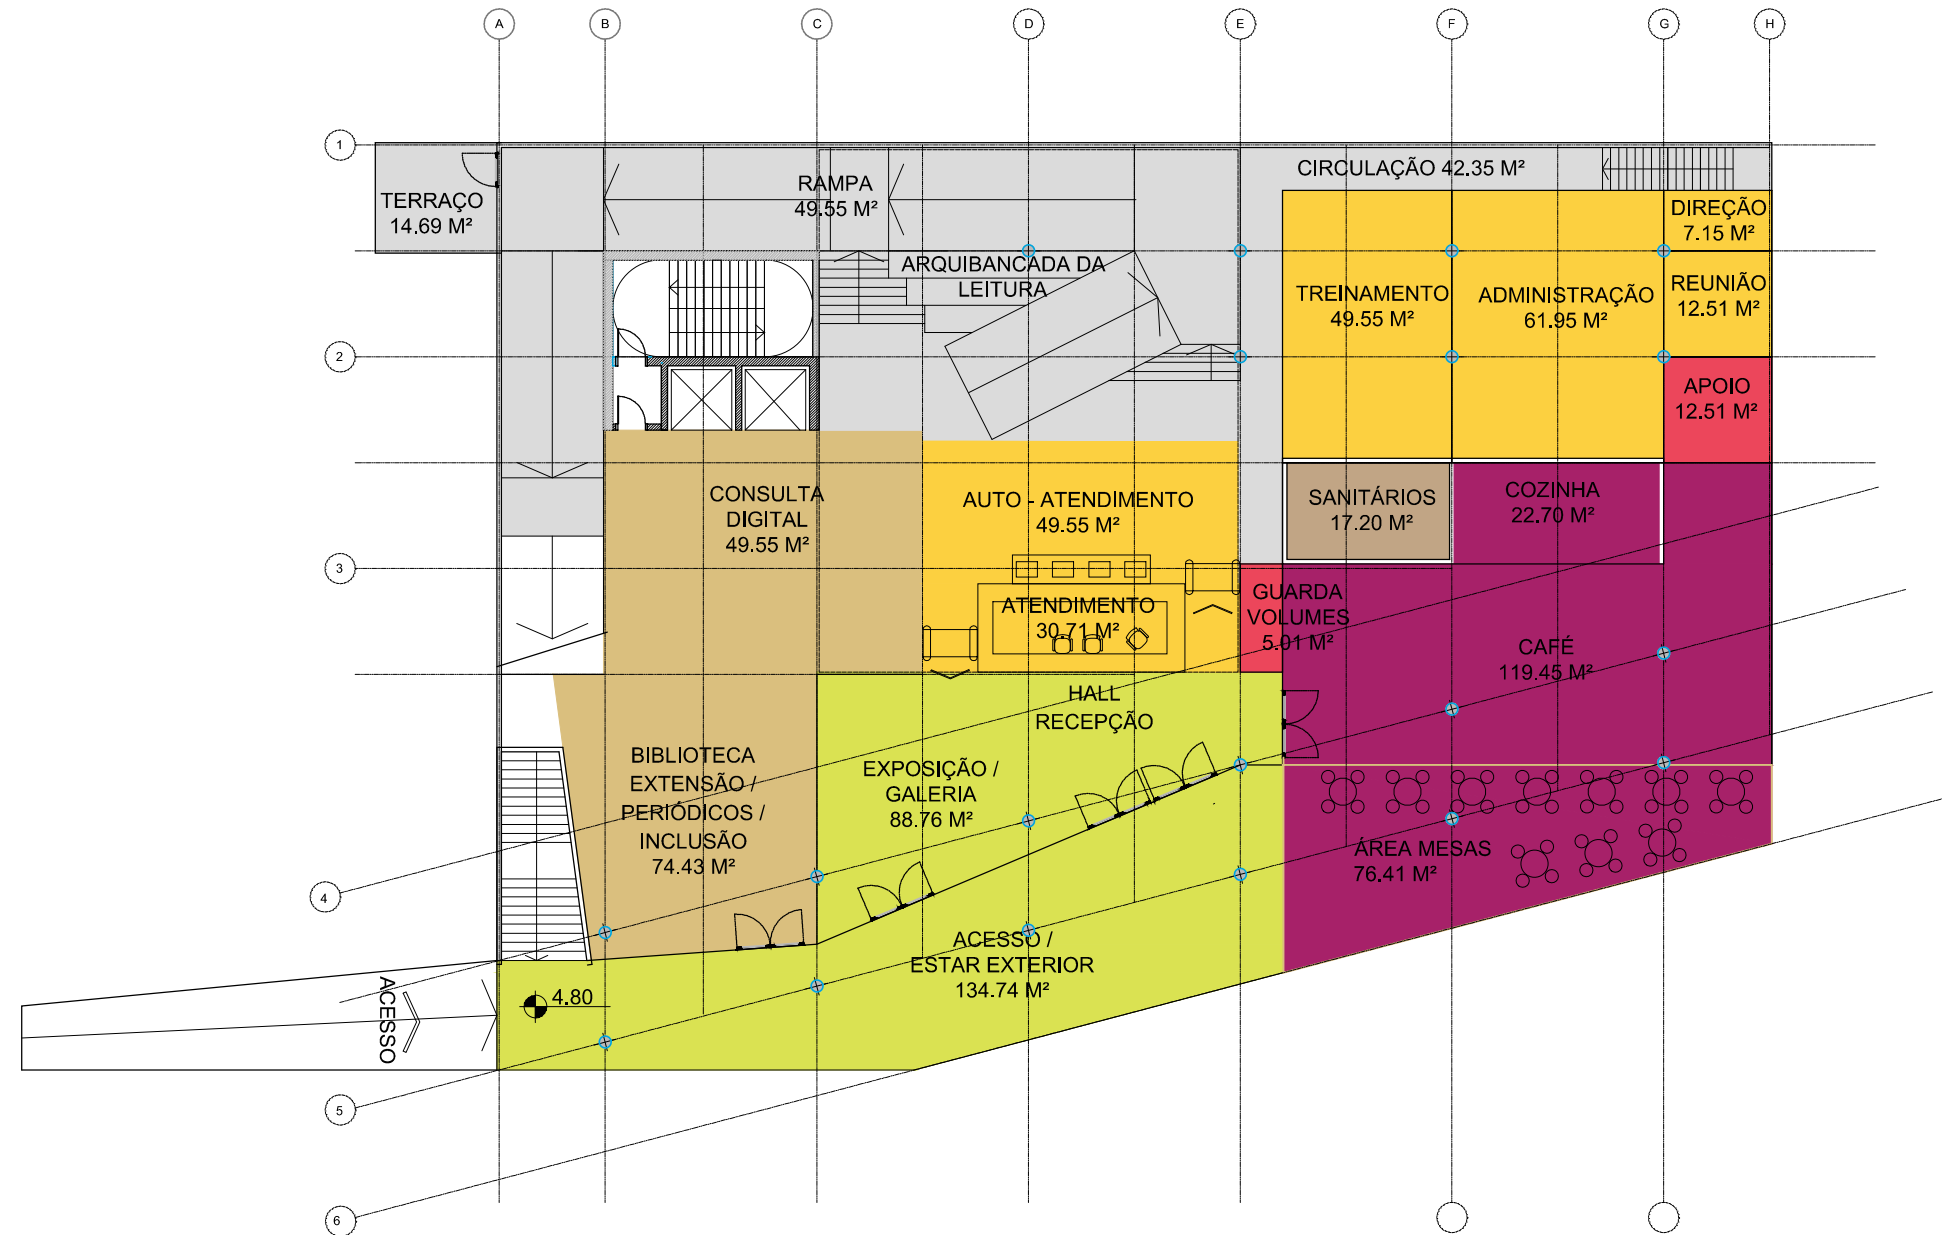 A
B
C
D
E
F
G
H
1
2
3
4
5
6
TERRAÇO
14.69 M²
RAMPA
49.55 M²
CIRCULAÇÃO 42.35 M²
DIREÇÃO
7.15 M²
ARQUIBANCADA DA
LEITURA
TREINAMENTO
49.55 M²
ADMINISTRAÇÃO
61.95 M²
REUNIÃO
12.51 M²
APOIO
12.51 M²
CONSULTA
DIGITAL
49.55 M²
AUTO - ATENDIMENTO
49.55 M²
SANITÁRIOS
17.20 M²
COZINHA
22.70 M²
ATENDIMENTO
30.71 M²
GUARDA
VOLUMES
5.01 M²
CAFÉ
119.45 M²
HALL
RECEPÇÃO
BIBLIOTECA
EXTENSÃO /
PERIÓDICOS /
INCLUSÃO
74.43 M²
EXPOSIÇÃO /
GALERIA
88.76 M²
ÁREA MESAS
76.41 M²
ACESSO /
ESTAR EXTERIOR
134.74 M²
4.80
ACESSO